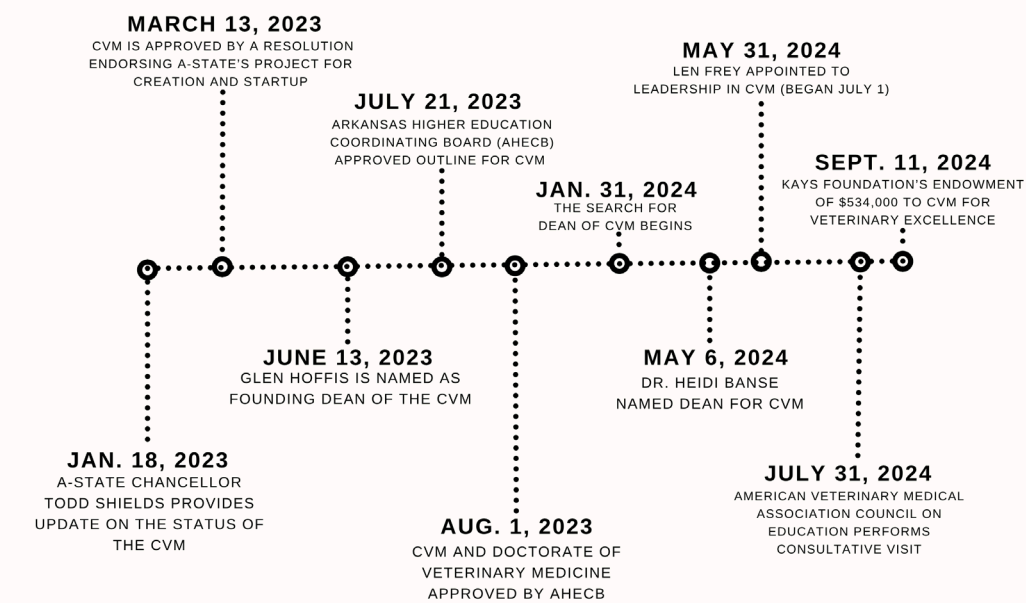 MARCH 13, 2023
CVM IS APPROVED BY A RESOLUTION
ENDORSING A-STATE'S PROJECT FOR
CREATION AND STARTUP
MAY 31, 2024
LEN FREY APPOINTED TO
LEADERSHIP IN CVM (BEGAN JULY 1)
JULY 21, 2023
ARKANSAS HIGHER EDUCATION
COORDINATING BOARD (AHECB)
APPROVED OUTLINE FOR CVM
SEPT. 11, 2024
KAYS FOUNDATION'S ENDOWMENT
OF $534,000 TO CVM FOR
VETERINARY EXCELLENCE
JAN. 31, 2024
THE SEARCH FOR
DEAN OF CVM BEGINS
JUNE 13, 2023
GLEN HOFFIS IS NAMED AS
FOUNDING DEAN OF THE CVM
MAY 6, 2024
DR. HEIDI BANSE
NAMED DEAN FOR CVM
JAN. 18, 2023
A-STATE CHANCELLOR
TODD SHIELDS PROVIDES
UPDATE ON THE STATUS OF
THE CVM
JULY 31, 2024
AMERICAN VETERINARY MEDICAL
ASSOCIATION COUNCIL ON
EDUCATION PERFORMS
CONSULTATIVE VISIT
AUG. 1, 2023
CVM AND DOCTORATE OF
VETERINARY MEDICINE
APPROVED BY AHECB